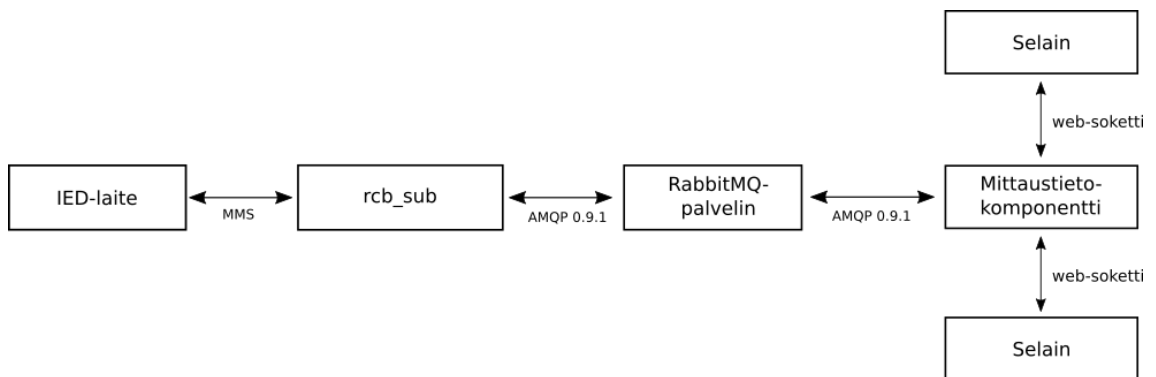 Selain
web-soketti
IED-laite
MMS
rcb_sub
AMQP 0.9.1
RabbitMQ-
palvelin
AMQP 0.9.1
Mittaustieto-
komponentti
web-soketti
Selain